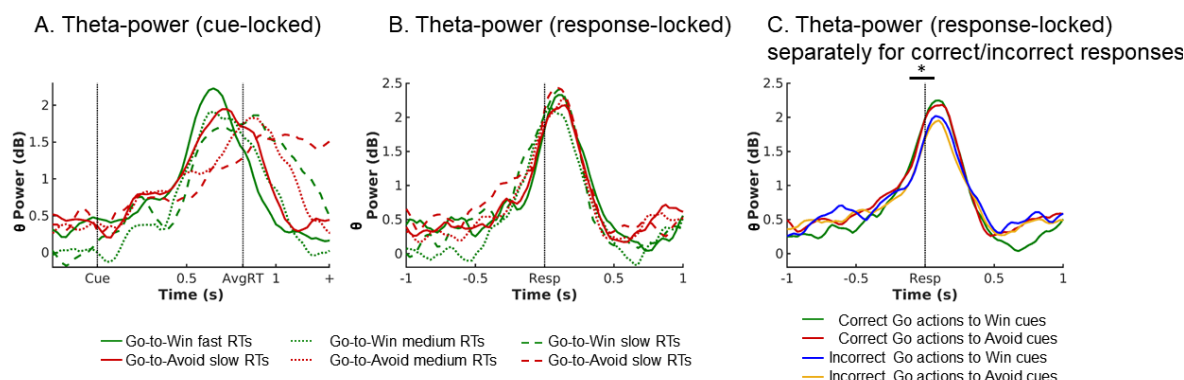 A. Theta-power (cue-locked)
B. Theta-power (response-locked)
C. Theta-power (response-locked)
separately for correct/incorrect responses
*
θ Power (dB)
2
1.5
1
0.5
0
Cue
0.5
AvgRT
1
+
Time (s)
θ Power (dB)
2.5
2
1.5
1
0.5
0
-1
-0.5
Resp
0.5
1
Time (s)
θ Power (dB)
2.5
2
1.5
1
0.5
0
-1
-0.5
Resp
0.5
1
Time (s)
Go-to-Win fast RTs
Go-to-Win medium RTs
Go-to-Win slow RTs
Go-to-Avoid slow RTs
Go-to-Avoid medium RTs
Go-to-Avoid slow RTs
Correct Go actions to Win cues
Correct Go actions to Avoid cues
Incorrect Go actions to Win cues
Incorrect Go actions to Avoid cues